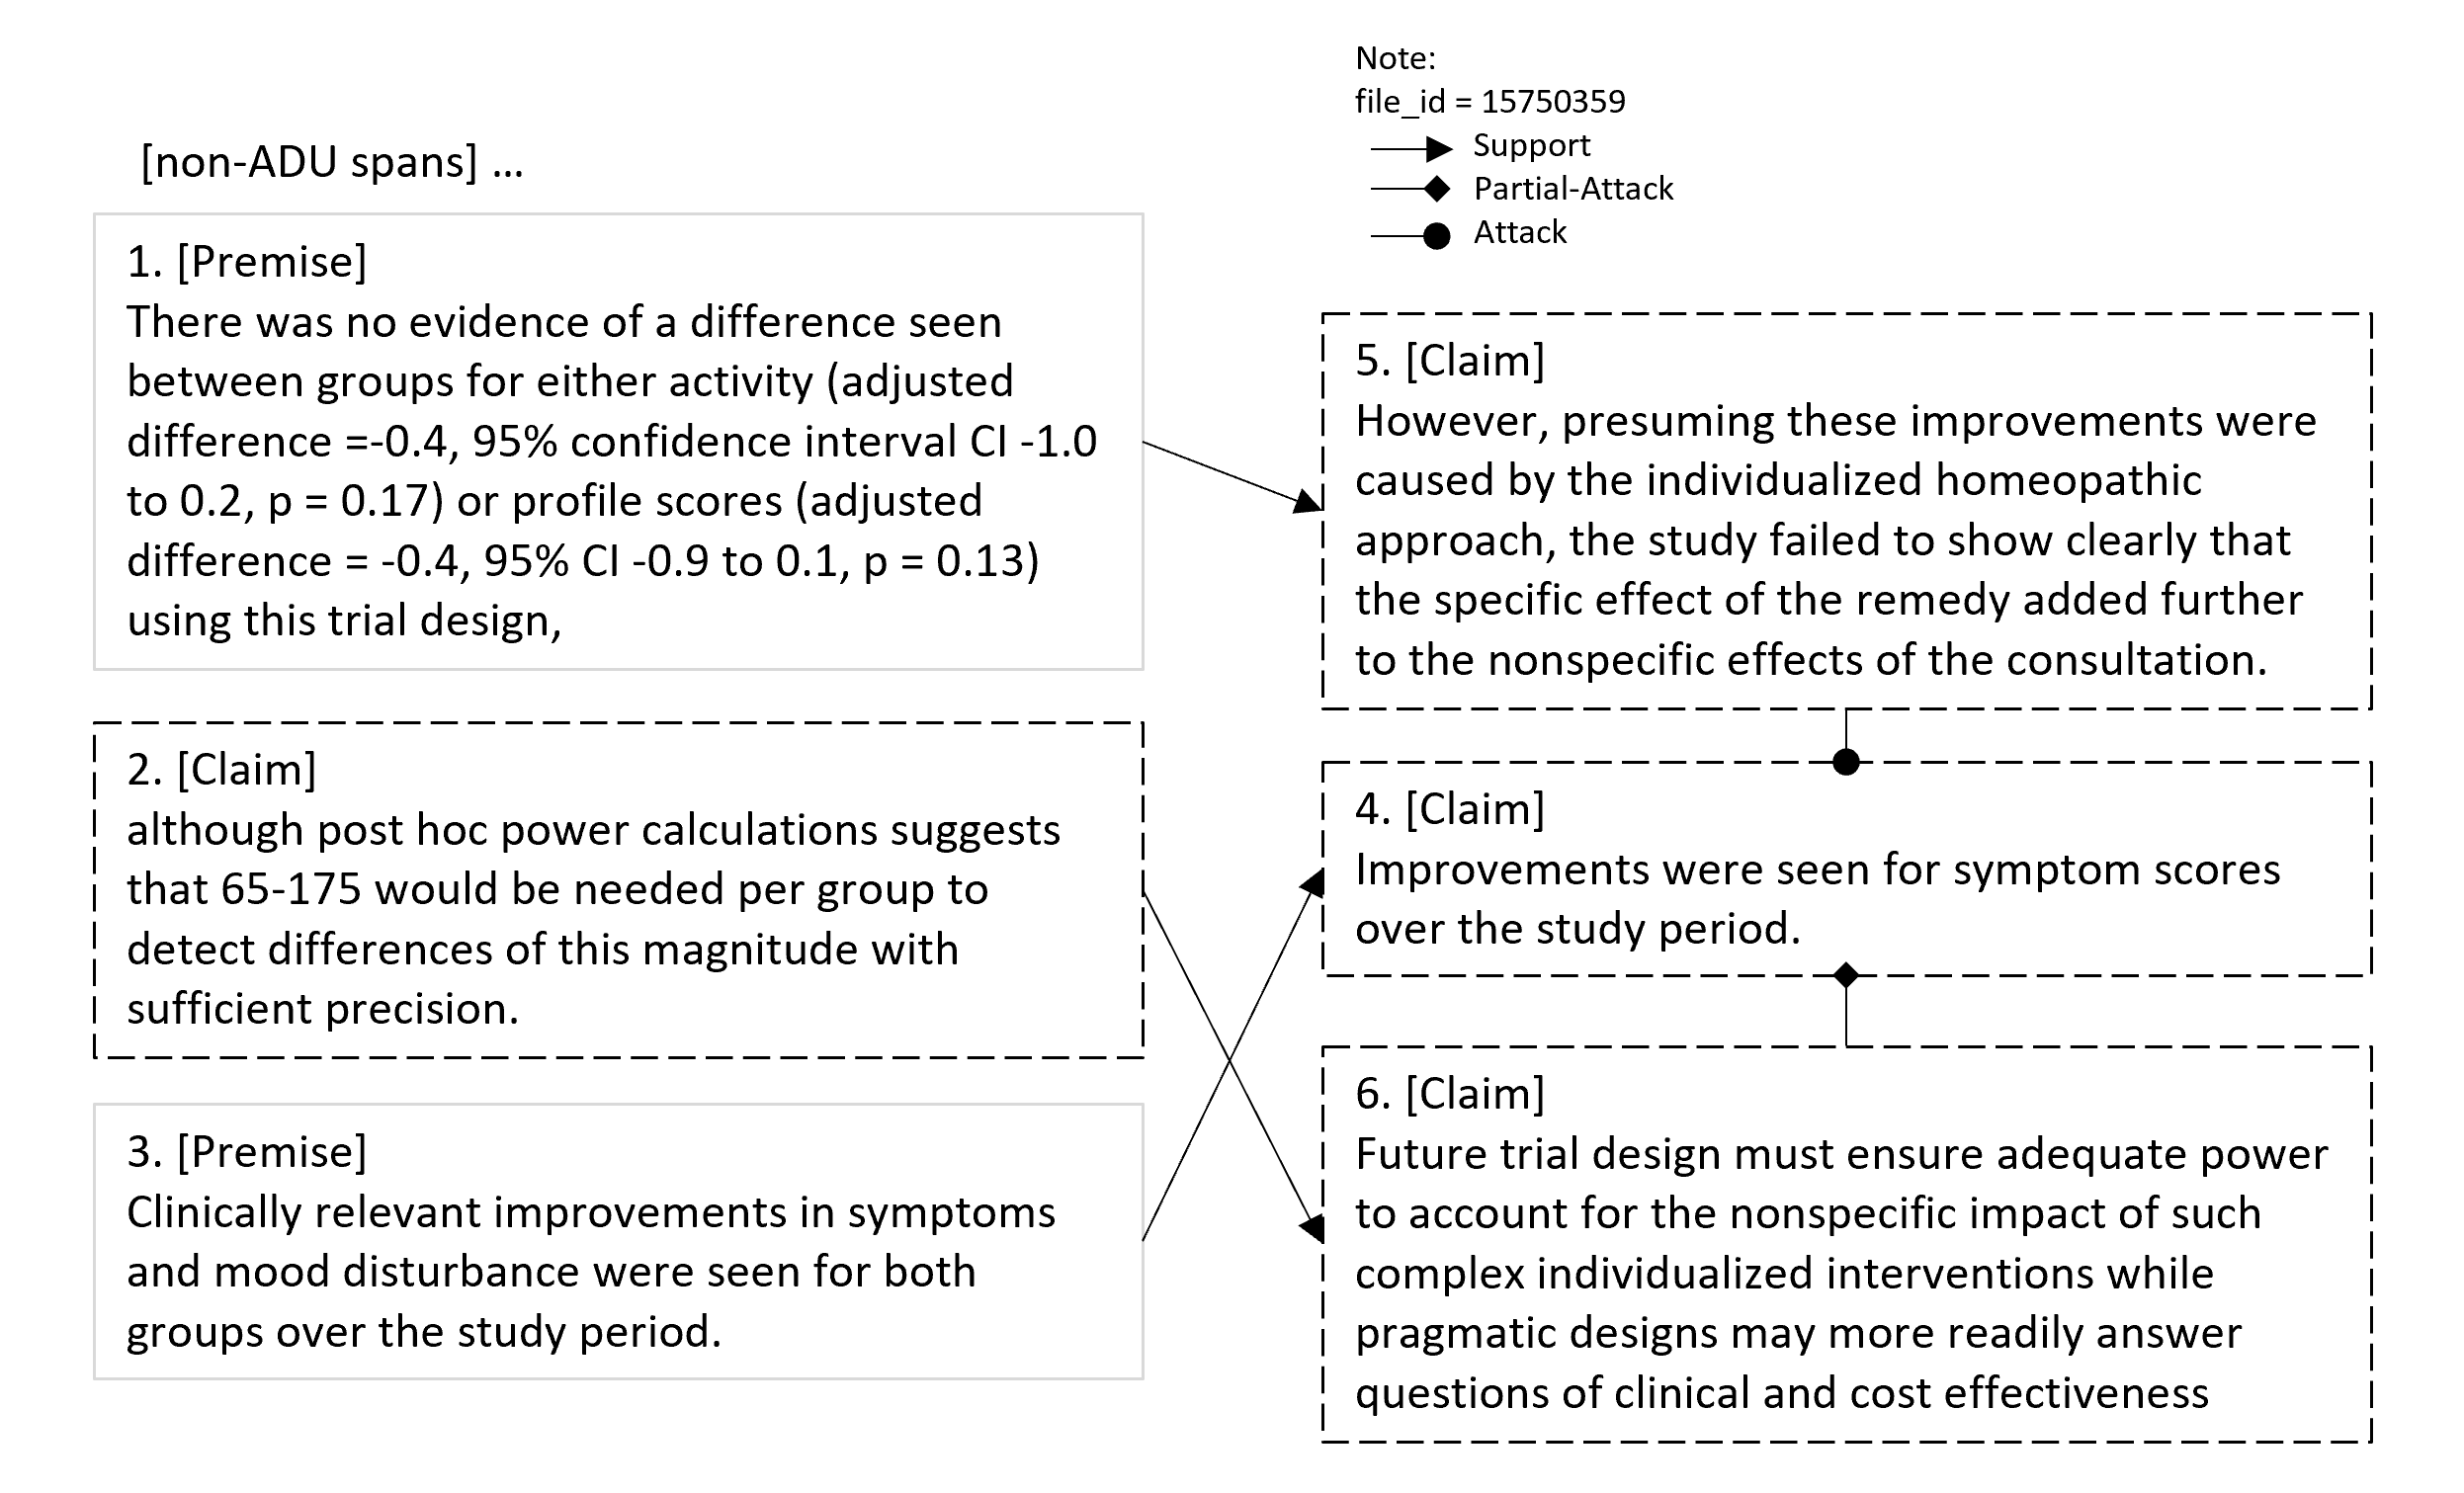 Note:
file_id = 15750359
Support
Partial-Attack
Attack
[non-ADU spans] ...
1. [Premise]
There was no evidence of a difference seen
between groups for either activity (adjusted
difference =-0.4, 95% confidence interval CI -1.0
to 0.2, p = 0.17) or profile scores (adjusted
difference = -0.4, 95% CI -0.9 to 0.1, p = 0.13)
using this trial design,
2. [Claim]
although post hoc power calculations suggests
that 65-175 would be needed per group to
detect differences of this magnitude with
sufficient precision.
3. [Premise]
Clinically relevant improvements in symptoms
and mood disturbance were seen for both
groups over the study period.
5. [Claim]
However, presuming these improvements were
caused by the individualized homeopathic
approach, the study failed to show clearly that
the specific effect of the remedy added further
to the nonspecific effects of the consultation.
4. [Claim]
Improvements were seen for symptom scores
over the study period.
6. [Claim]
Future trial design must ensure adequate power
to account for the nonspecific impact of such
complex individualized interventions while
pragmatic designs may more readily answer
questions of clinical and cost effectiveness